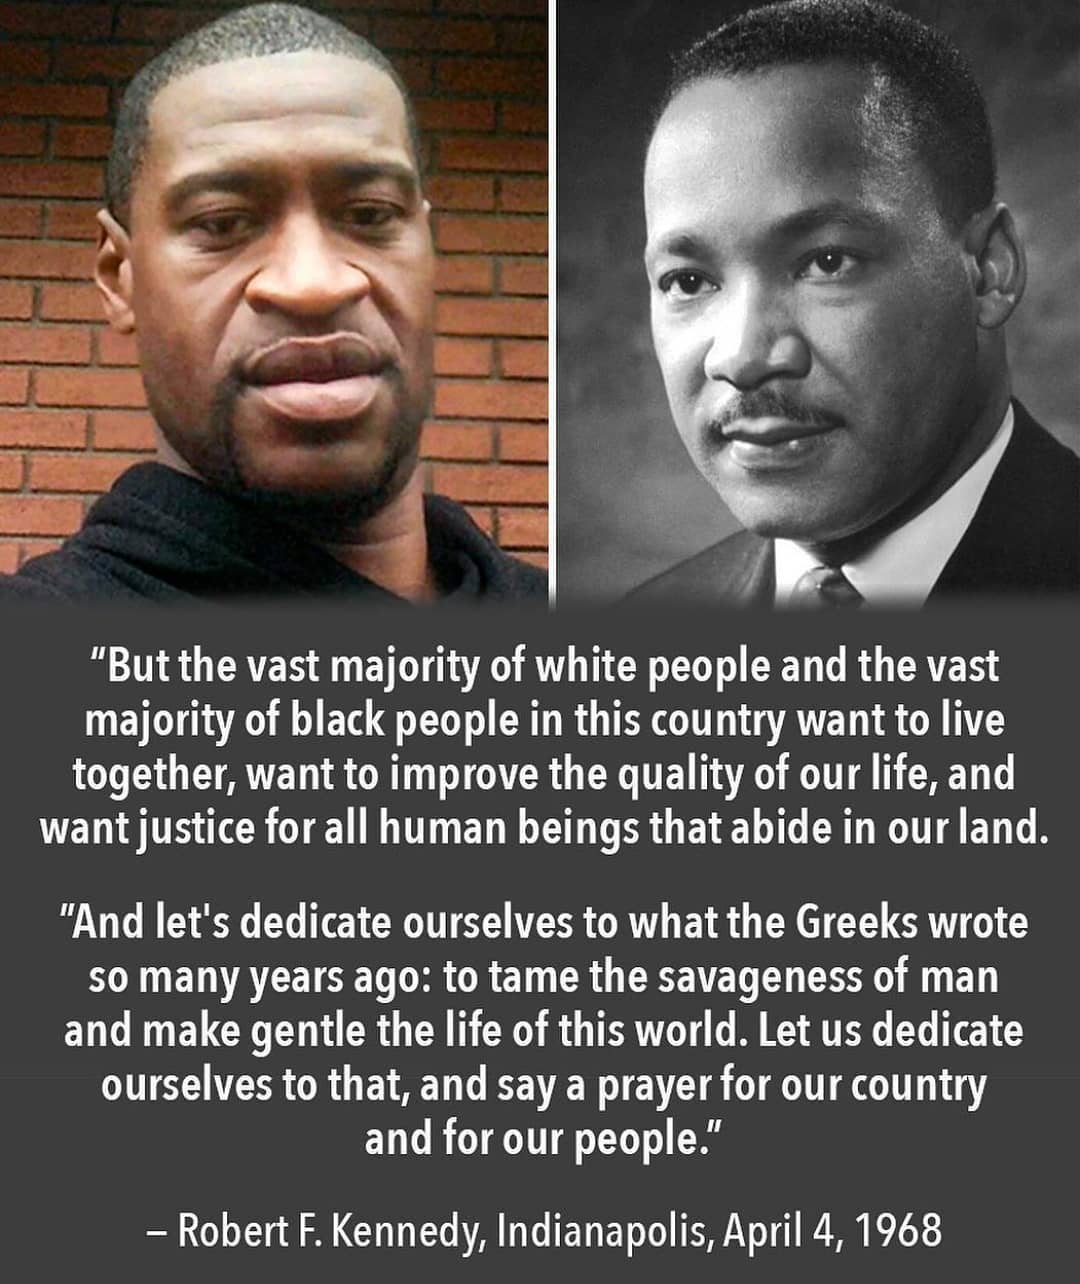 “But the vast majority of white people and the vast
majority of black people in this country want to live
together, want to improve the quality of our life, and
want justice for all human beings that abide in our land.
"And let's dedicate ourselves to what the Greeks wrote
so many years ago: to tame the savageness of man
and make gentle the life of this world. Let us dedicate
ourselves to that, and say a prayer for our country
and for our people.”
– Robert F. Kennedy, Indianapolis, April 4, 1968